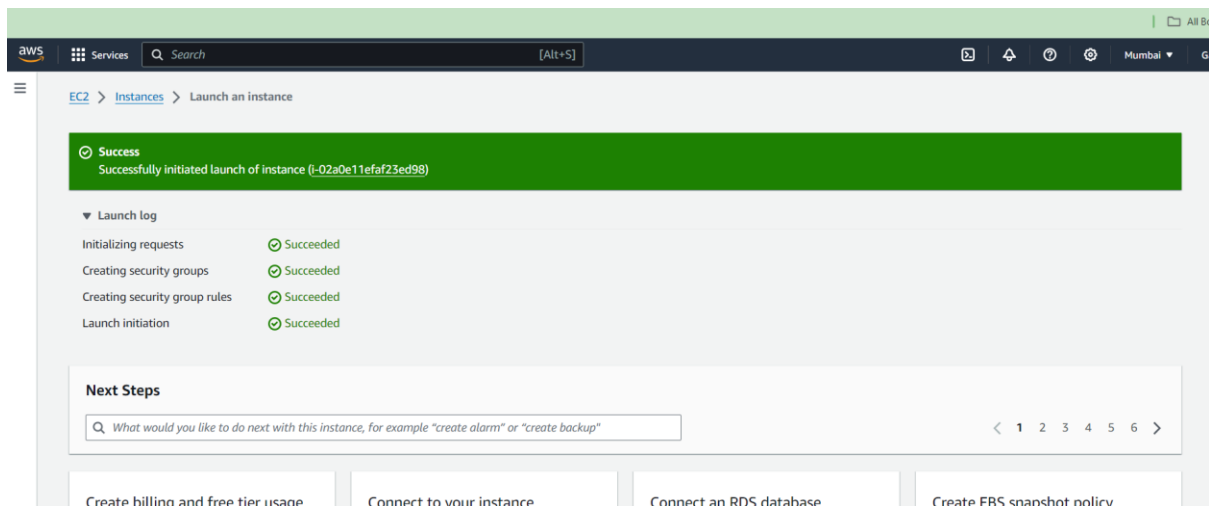 All Bo
aws Services Search [Alt+S] Mumbai G
EC2 > Instances > Launch an instance
Success
Successfully initiated launch of instance (i-02a0e11efaf23ed98)
Launch log
Initializing requests Succeeded
Creating security groups Succeeded
Creating security group rules Succeeded
Launch initiation Succeeded
Next Steps
What would you like to do next with this instance, for example "create alarm" or "create backup"
< 1 2 3 4 5 6 >
Create billing and free tier usage Connect to your instance Connect an RDS database Create EBS snapshot policy